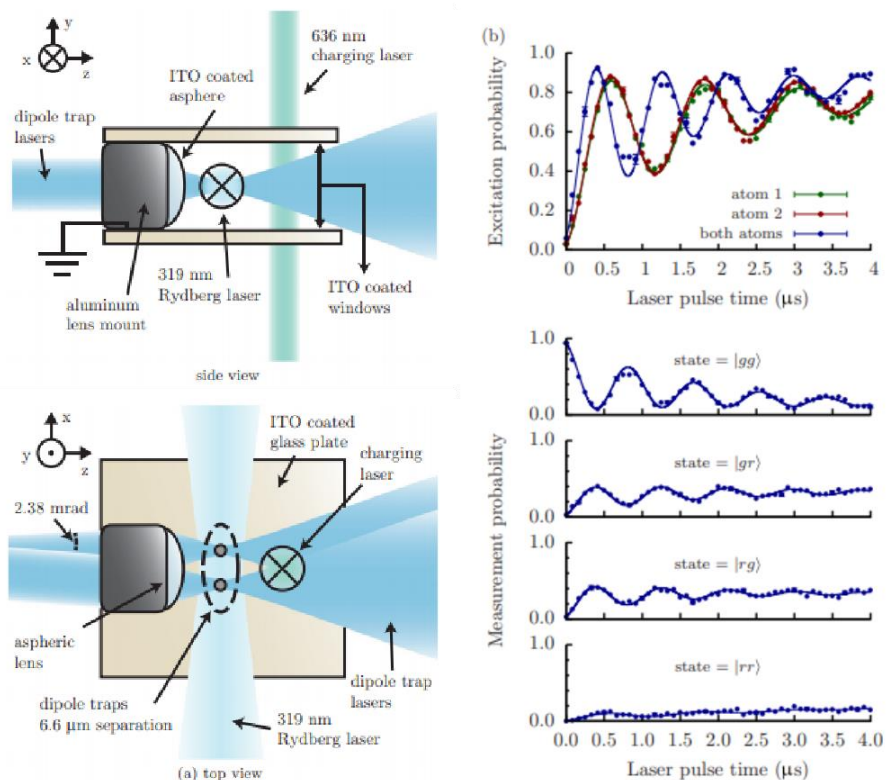 y
x
z
ITO coated
asphere
636 nm
charging laser
dipole trap
lasers
319 nm
Rydberg laser
aluminum
lens mount
ITO coated
windows
side view
x
y
z
ITO coated
glass plate
charging
laser
2.38 mrad
aspheric
lens
dipole traps
6.6 μm separation
319 nm
Rydberg laser
dipole trap
lasers
(a) top view
(b)
Excitation probability
1.0
0.8
0.6
0.4
0.2
0.0
atom 1
atom 2
both atoms
0 0.5 1 1.5 2 2.5 3 3.5 4
Laser pulse time (μs)
Measurement probability
1.0
0.0
state = |gg⟩
1.0
0.0
state = |gr⟩
1.0
0.0
state = |rg⟩
1.0
0.0
state = |rr⟩
0.0 0.5 1.0 1.5 2.0 2.5 3.0 3.5 4.0
Laser pulse time (μs)